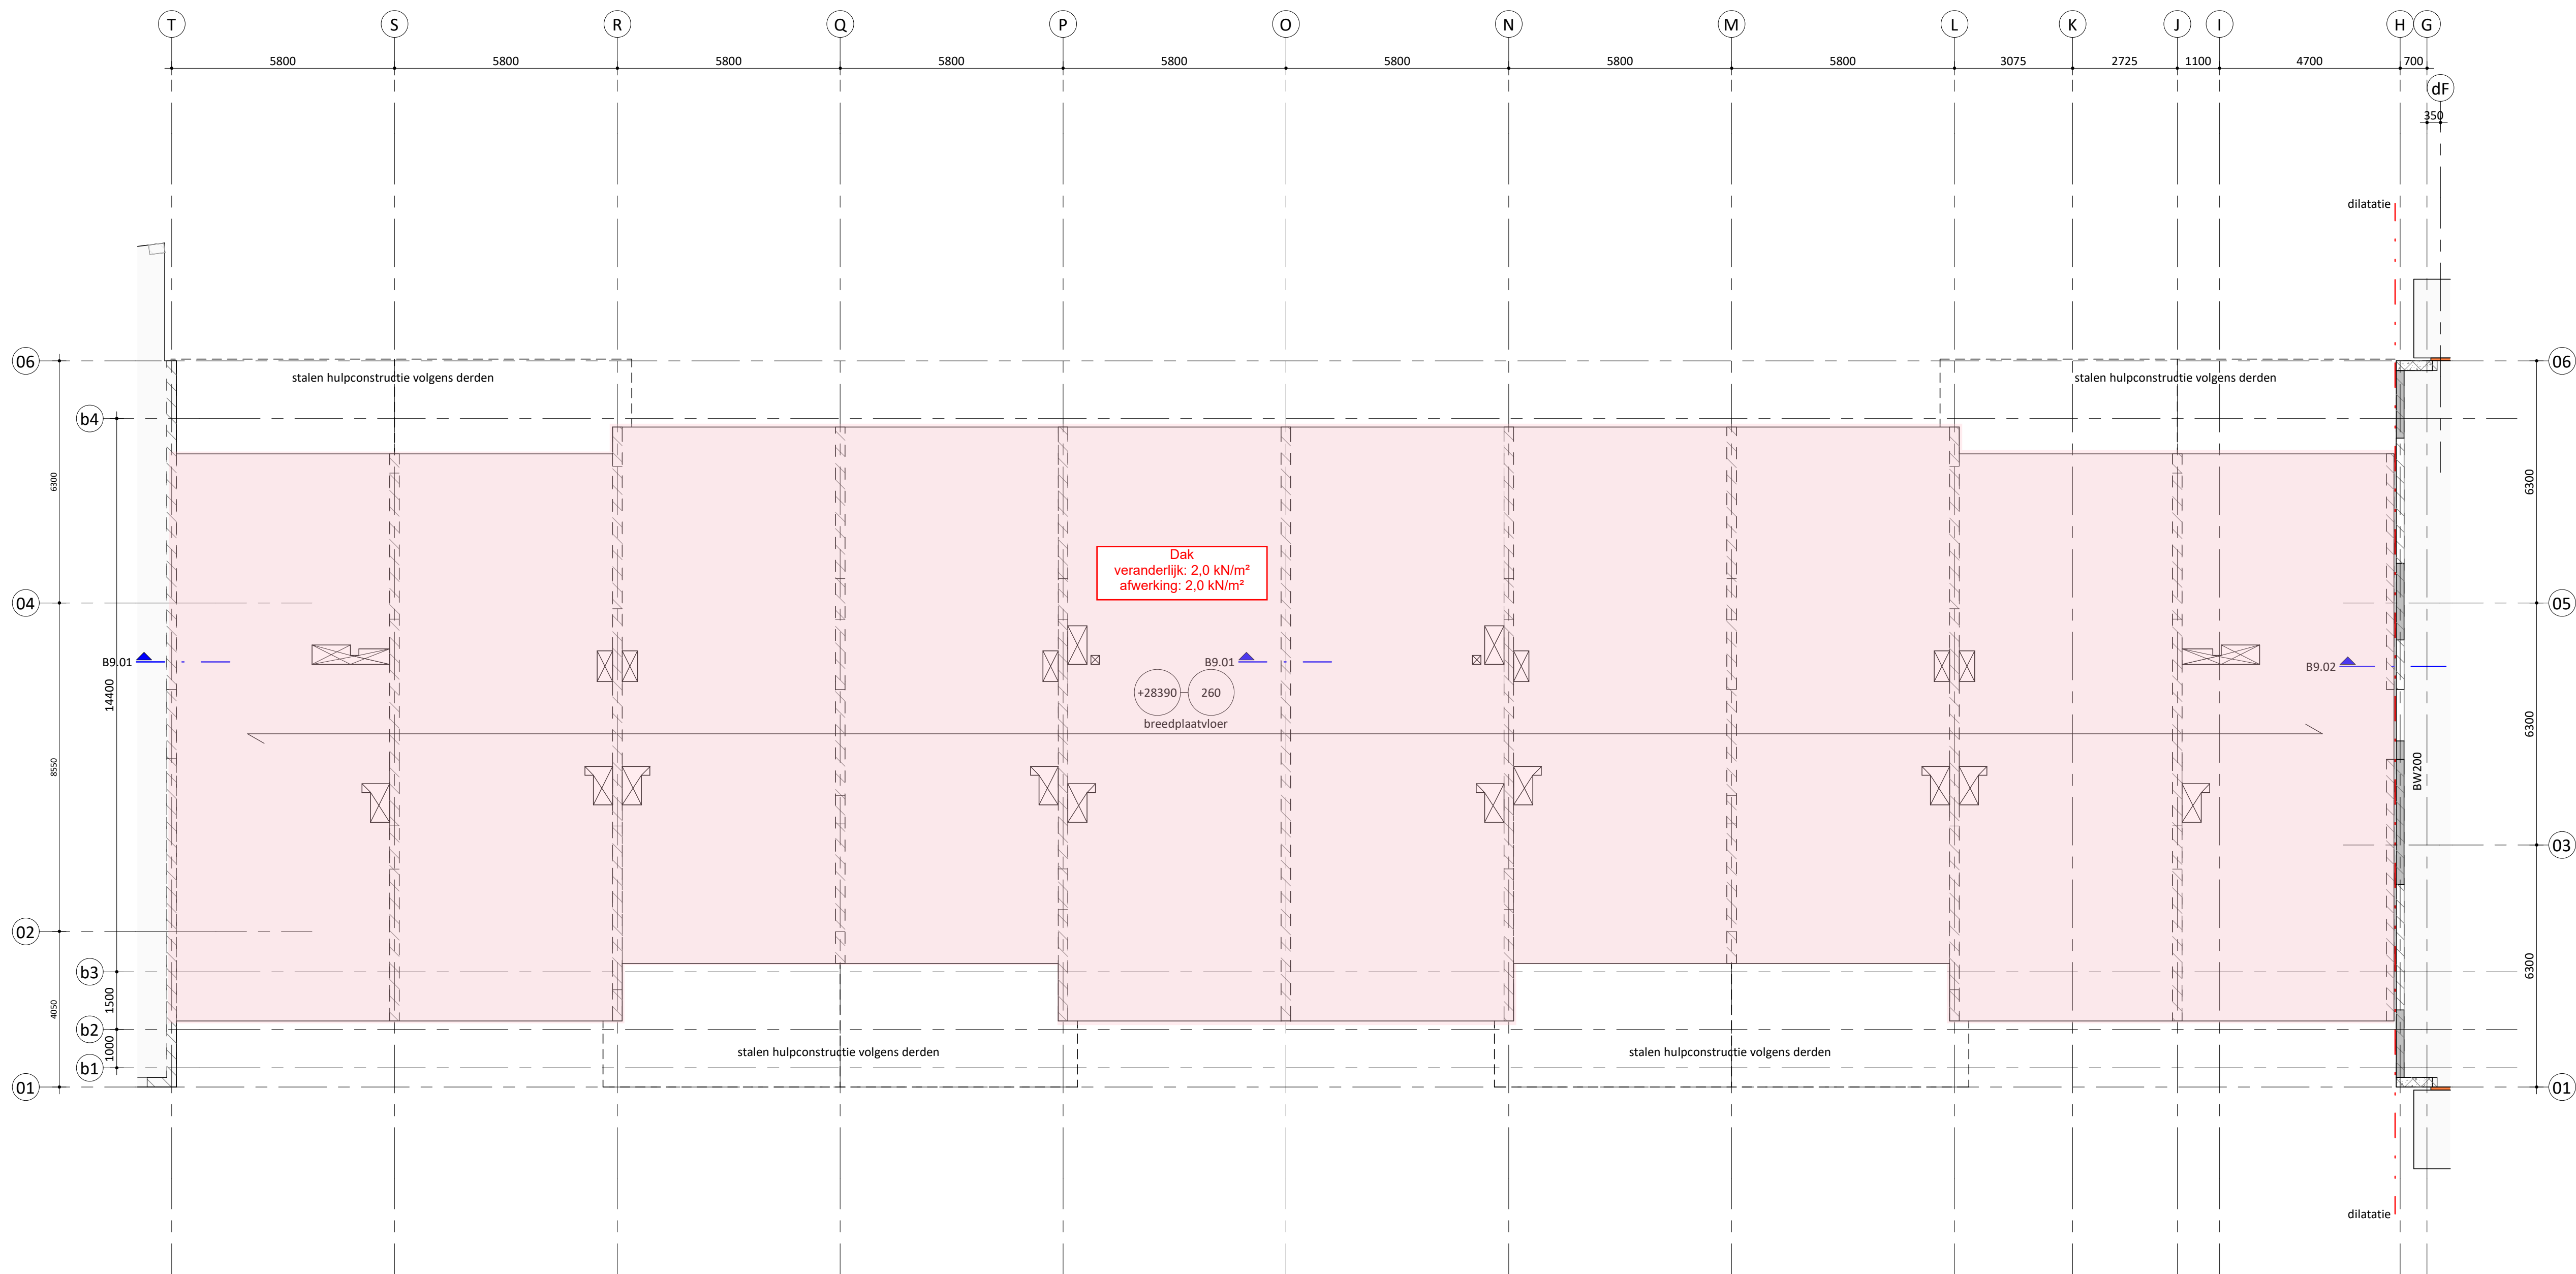 T S R Q P O N M L K J I H G
5800 5800 5800 5800 5800 5800 5800 5800 3075 2725 1100 4700 700
dF
350
dilatatie
06 06
stalen hulpconstructie volgens derden stalen hulpconstructie volgens derden
b4
6300 6300
Dak
veranderlijk: 2,0 kN/m²
afwerking: 2,0 kN/m²
04 05
B9.01 B9.01 B9.02
14400
+28390 260
breedplaatvloer
6300
8550
BW200
03
02
b3
6300
1500
4050
b2
1000
stalen hulpconstructie volgens derden stalen hulpconstructie volgens derden
b1
01 01
dilatatie